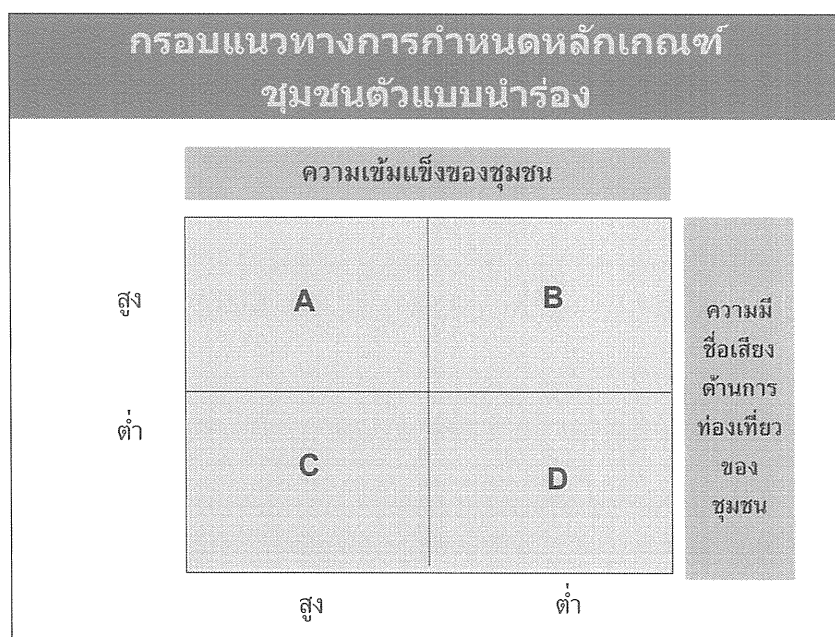 กรอบแนวทางการกำหนดหลักเกณฑ์
ชุมชนตัวแบบนำร่อง
ความเข้มแข็งของชุมชน
สูง
A
B
ต่ำ
C
D
ความมี
ชื่อเสียง
ด้านการ
ท่องเที่ยว
ของ
ชุมชน
สูง
ต่ำ